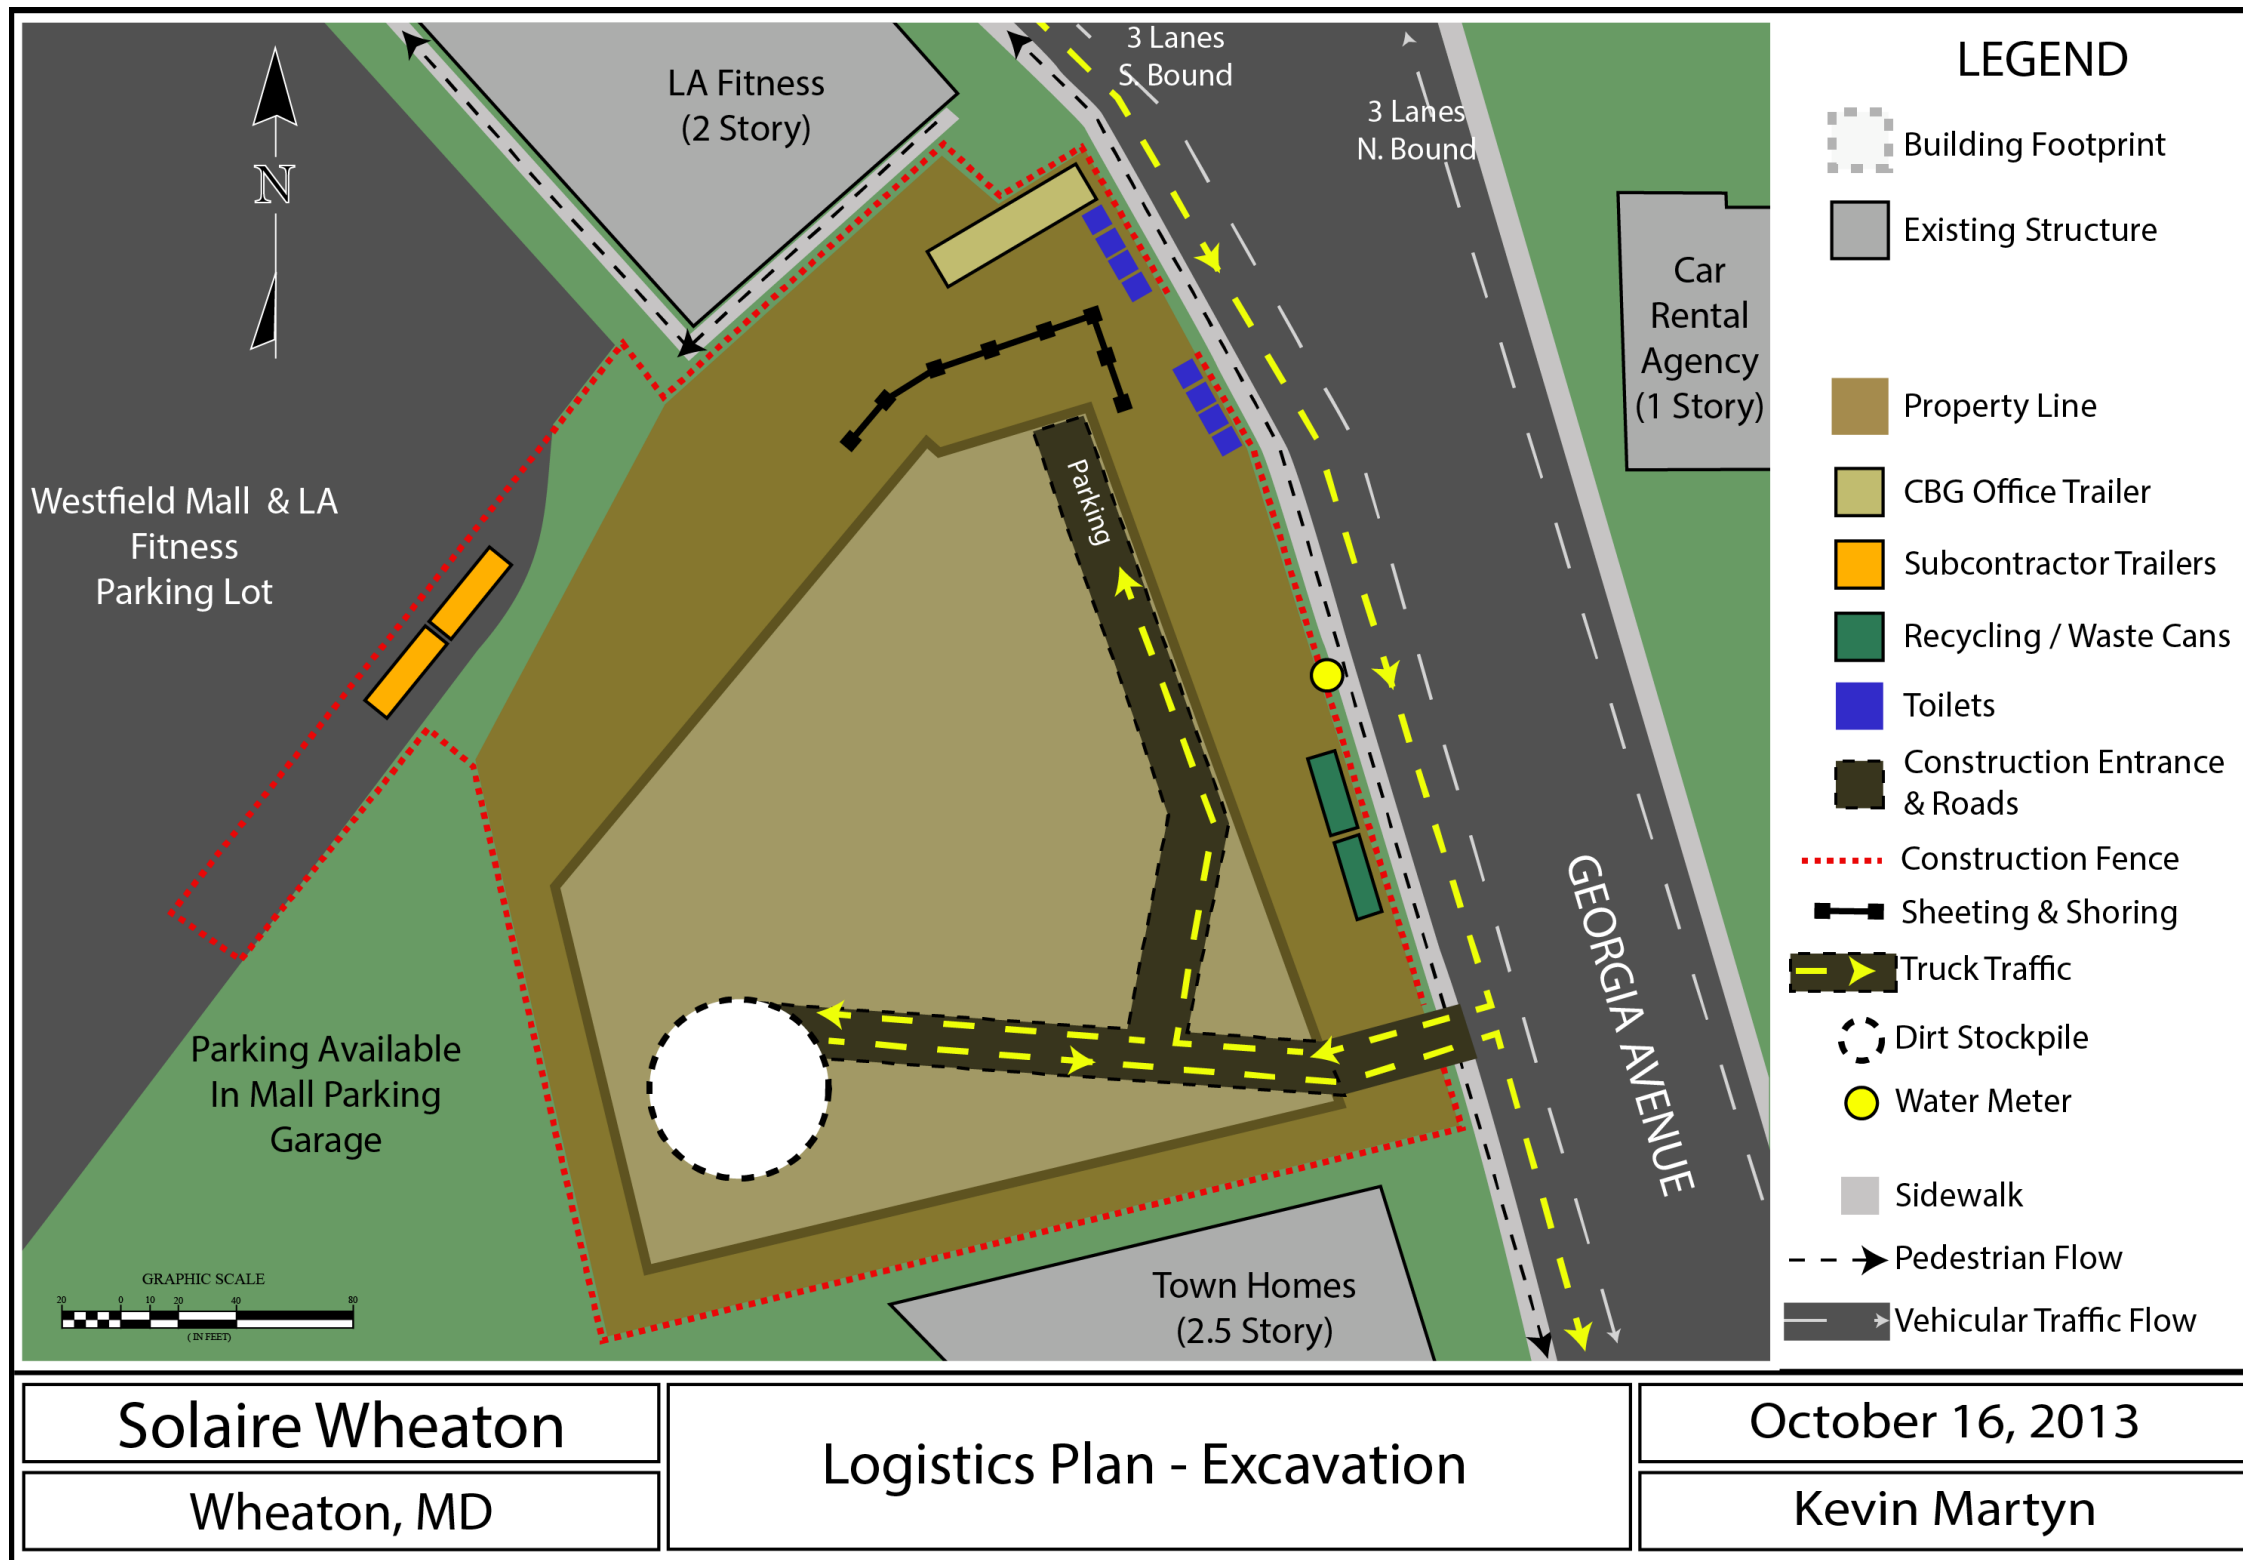 3 Lanes
S. Bound
3 Lanes
N. Bound
LA Fitness
(2 Story)
N
Car
Rental
Agency
(1 Story)
Westfield Mall & LA
Fitness
Parking Lot
Parking
GEORGIA AVENUE
Parking Available
In Mall Parking
Garage
Town Homes
(2.5 Story)
GRAPHIC SCALE
20 0 10 20 40 80
( IN FEET)
LEGEND
Building Footprint
Existing Structure
Property Line
CBG Office Trailer
Subcontractor Trailers
Recycling / Waste Cans
Toilets
Construction Entrance
& Roads
Construction Fence
Sheeting & Shoring
Truck Traffic
Dirt Stockpile
Water Meter
Sidewalk
Pedestrian Flow
Vehicular Traffic Flow
Solaire Wheaton
Wheaton, MD
Logistics Plan - Excavation
October 16, 2013
Kevin Martyn